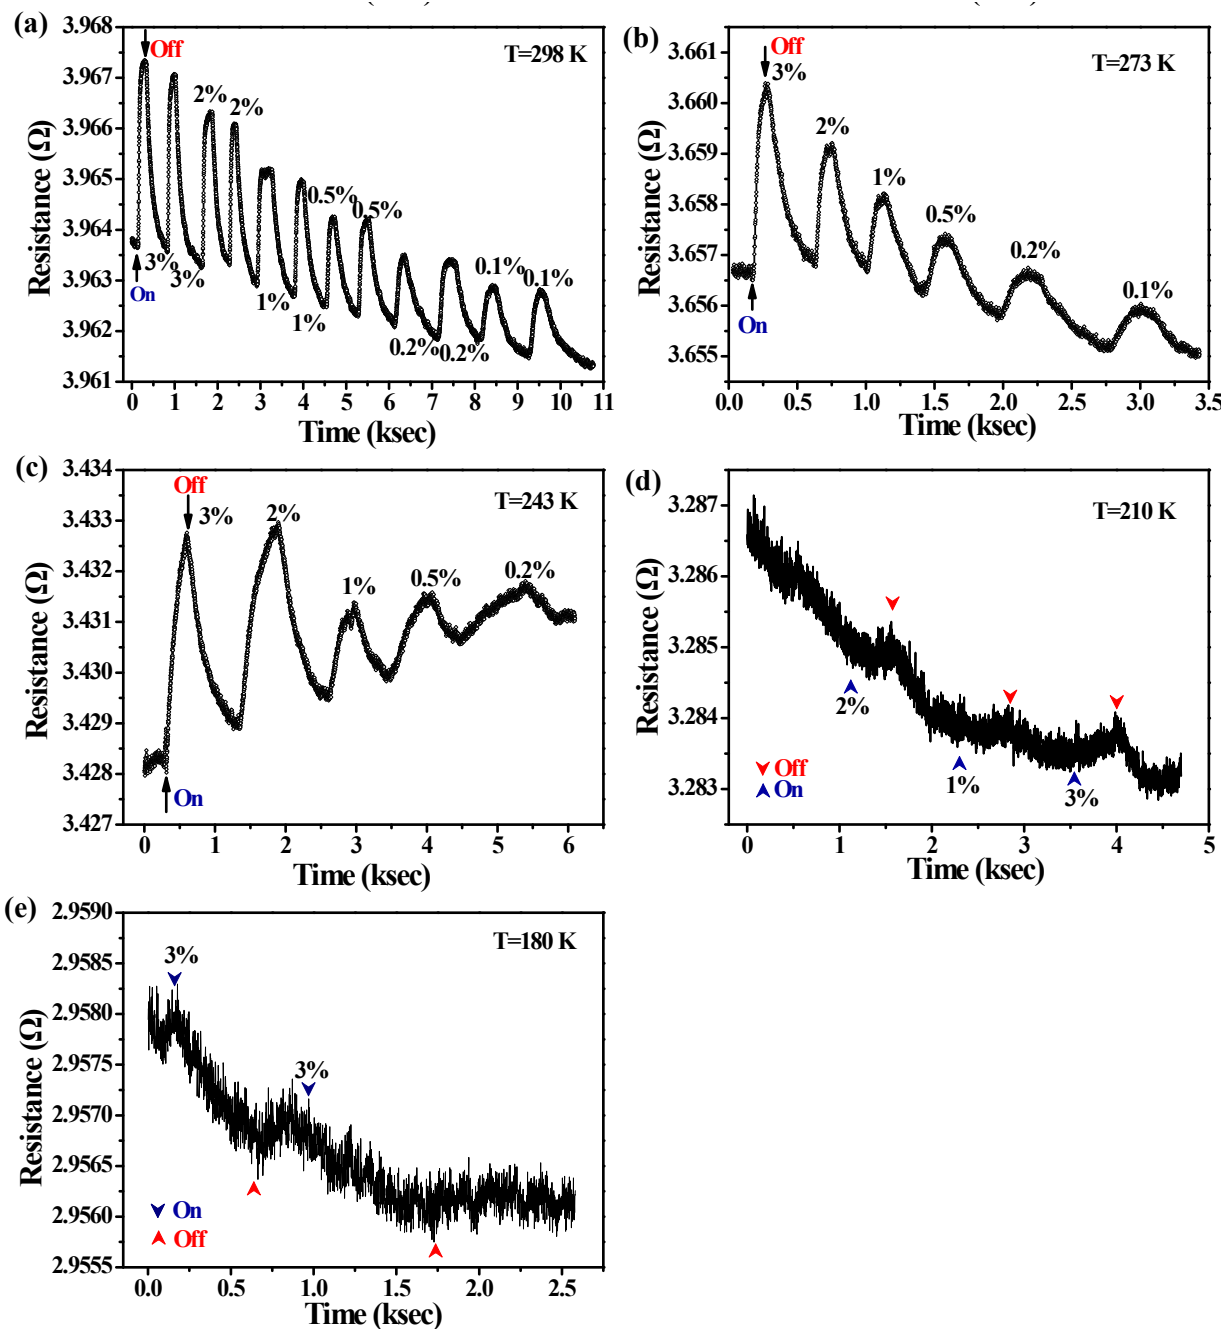 (a)
3.968
3.967
3.966
3.965
3.964
3.963
3.962
3.961
Resistance (Ω)
Off
T=298 K
2%
2%
0.5%
0.5%
0.1%
0.1%
3%
3%
On
1%
1%
0.2%
0.2%
0 1 2 3 4 5 6 7 8 9 10 11
Time (ksec)
(b)
3.661
3.660
3.659
3.658
3.657
3.656
3.655
Resistance (Ω)
Off
3%
T=273 K
2%
1%
0.5%
0.2%
0.1%
On
0.0 0.5 1.0 1.5 2.0 2.5 3.0 3.5
Time (ksec)
(c)
3.434
3.433
3.432
3.431
3.430
3.429
3.428
3.427
Resistance (Ω)
Off
3%
2%
T=243 K
1%
0.5%
0.2%
On
0 1 2 3 4 5 6
Time (ksec)
(d)
3.287
3.286
3.285
3.284
3.283
Resistance (Ω)
T=210 K
2%
1%
3%
Off
On
0 1 2 3 4 5
Time (ksec)
(e)
2.9590
2.9585
2.9580
2.9575
2.9570
2.9565
2.9560
2.9555
Resistance (Ω)
3%
T=180 K
3%
On
Off
0.0 0.5 1.0 1.5 2.0 2.5
Time (ksec)